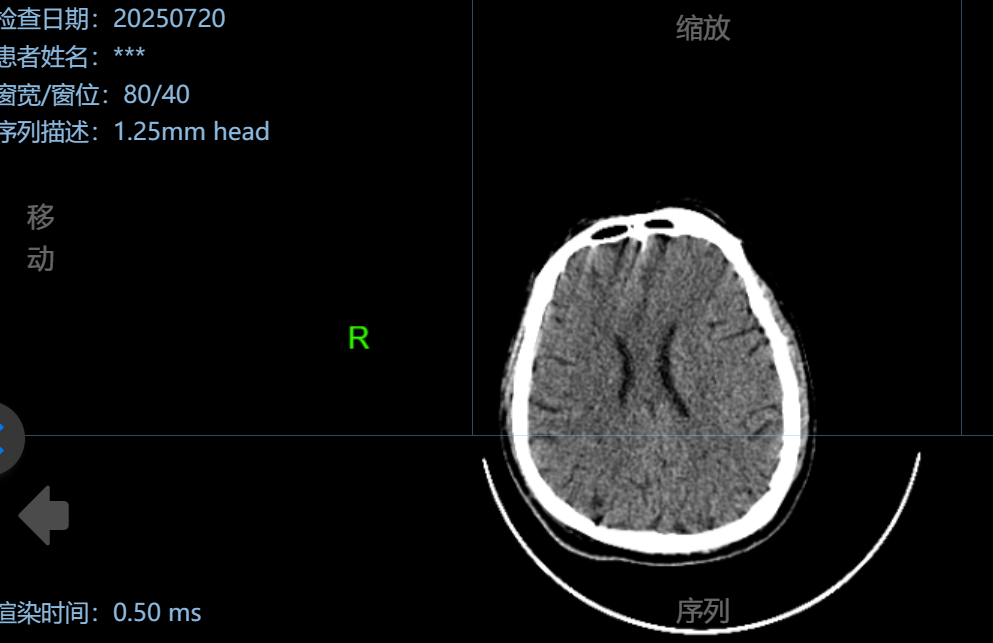 检查日期：20250720
缩放
患者姓名：***
窗宽/窗位：80/40
序列描述：1.25mm head
移
动
R
渲染时间：0.50 ms
序列